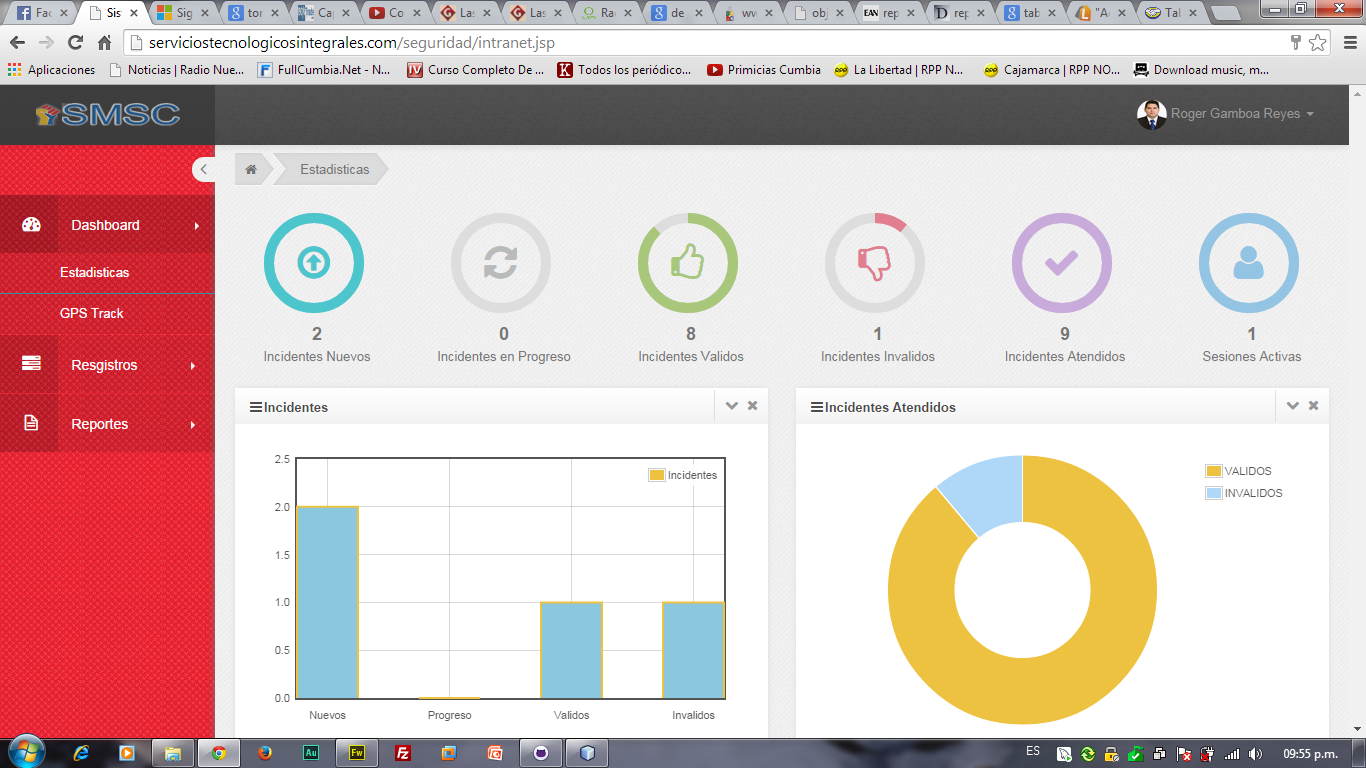 Fac
Sis
Sig
tor
Cap
Co
Las
Las
Ra
de
ww
obj
rep
rep
tab
"A
Tal
serviciostecnologicosintegrales.com/seguridad/intranet.jsp
Aplicaciones
Noticias | Radio Nue...
FullCumbia.Net - N...
Curso Completo De ...
Todos los periódico...
Primicias Cumbia
La Libertad | RPP N...
Cajamarca | RPP NO...
Download music, m...
SMSC
Roger Gamboa Reyes
Estadisticas
Dashboard
Estadisticas
GPS Track
Resgistros
Reportes
2
Incidentes Nuevos
0
Incidentes en Progreso
8
Incidentes Validos
1
Incidentes Invalidos
9
Incidentes Atendidos
1
Sesiones Activas
Incidentes
2.5
2.0
1.5
1.0
0.5
0.0
Incidentes
Nuevos
Progreso
Validos
Invalidos
Incidentes Atendidos
VALIDOS
INVALIDOS
ES
09:55 p.m.